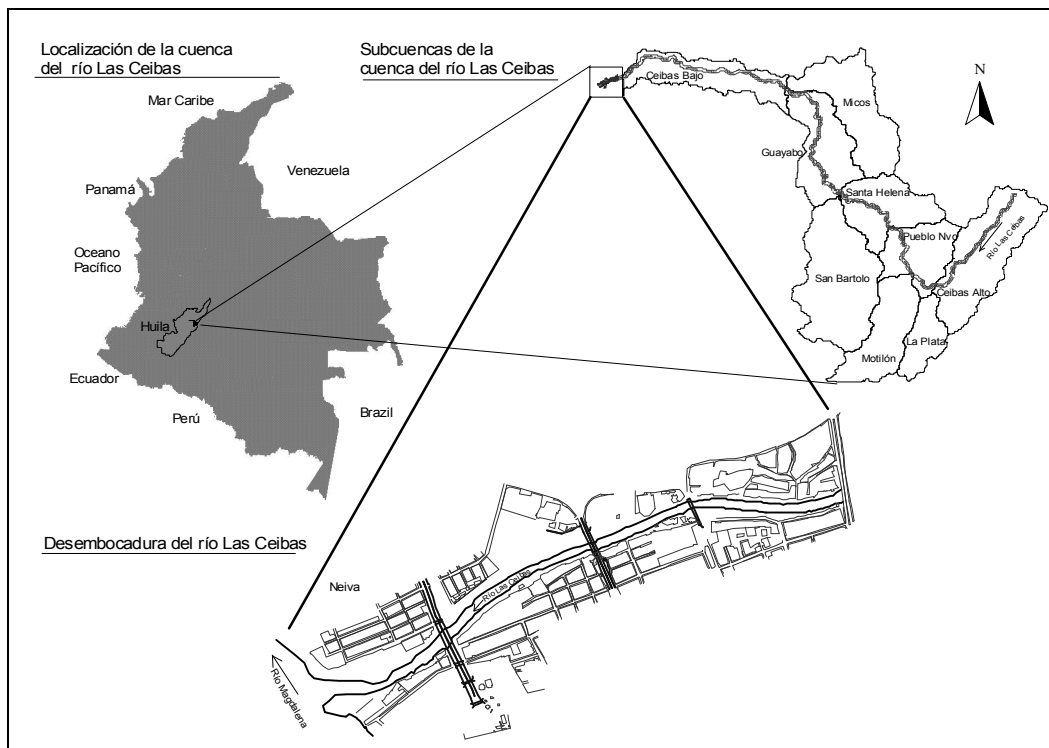 Localización de la cuenca
del río Las Ceibas
Subcuencas de la
cuenca del río Las Ceibas
Mar Caribe
Venezuela
Panamá
Oceano
Pacífico
Huila
Ecuador
Perú
Brazil
N
Ceibas Bajo
Micos
Guayabo
Santa Helena
Pueblo Nvo
Río Las Ceibas
San Bartolo
Ceibas Alto
La Plata
Motilón
Desembocadura del río Las Ceibas
Neiva
Río Las Ceibas
Río Magdalena